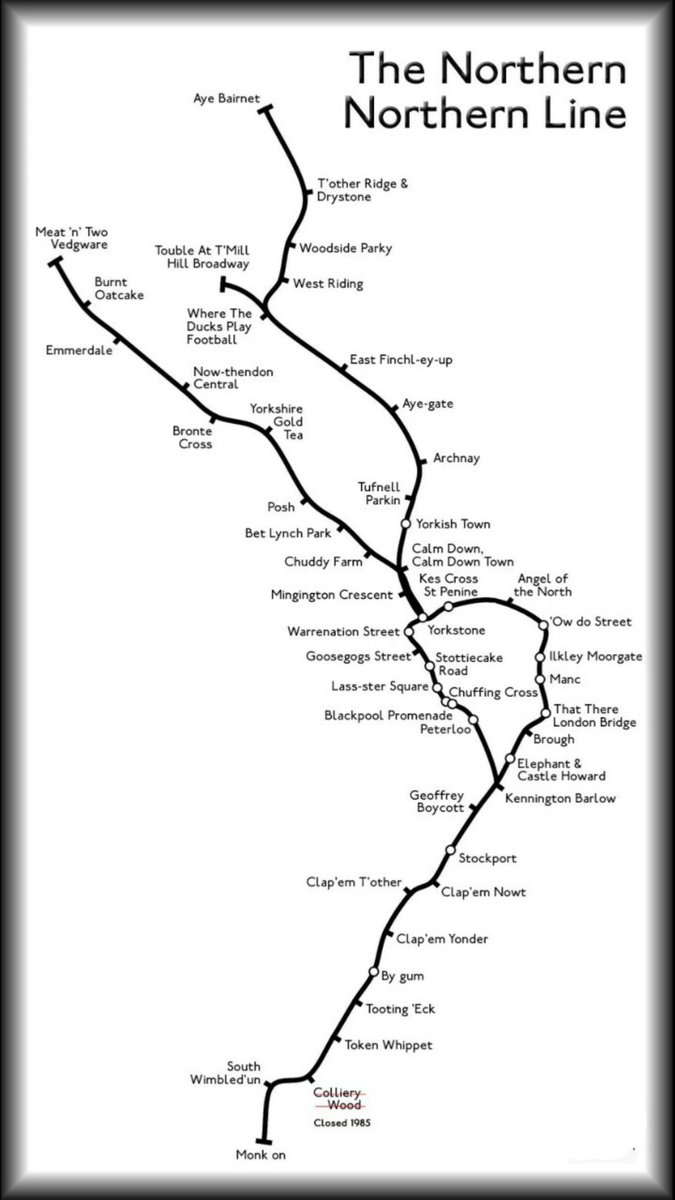 The Northern
Northern Line
Aye Bairnet
T'other Ridge &
Drystone
Woodside Parky
West Riding
Touble At T'Mill
Hill Broadway
Where The
Ducks Play
Football
East Finchl-ey-up
Aye-gate
Archnay
Tufnell
Parkin
Yorkish Town
Meat 'n' Two
Vedgware
Burnt
Oatcake
Emmerdale
Now-thendon
Central
Bronte
Cross
Yorkshire
Gold
Tea
Posh
Bet Lynch Park
Chuddy Farm
Calm Down,
Calm Down Town
Mingington Crescent
Kes Cross
St Penine
Angel of
the North
'Ow do Street
Yorkstone
Warrenation Street
Ilkley Moorgate
Goosegogs Street
Stottiecake
Road
Manc
Lass-ster Square
Chuffing Cross
Blackpool Promenade
Peterloo
That There
London Bridge
Brough
Elephant &
Castle Howard
Kennington Barlow
Geoffrey
Boycott
Stockport
Clap'em T'other
Clap'em Nowt
Clap'em Yonder
By gum
Tooting 'Eck
Token Whippet
South
Wimbled'un
Colliery
Wood
Closed 1985
Monk on